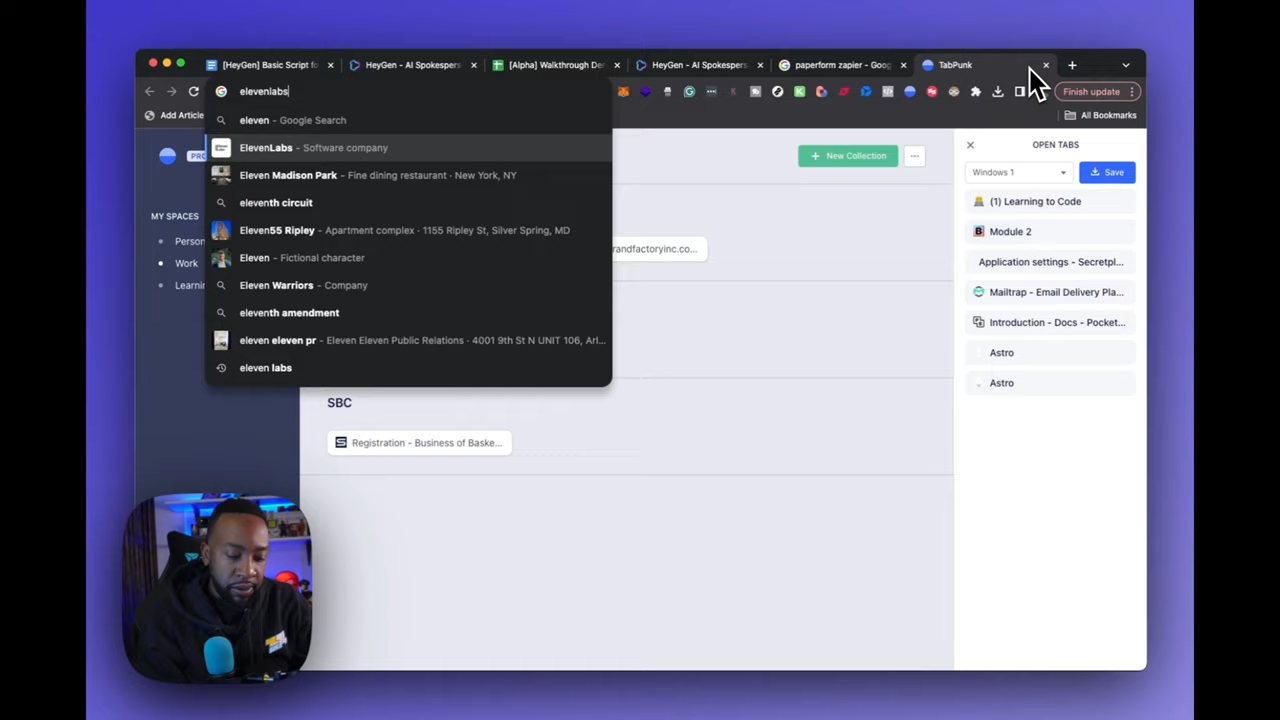 [HeyGen] Basic Script fo
HeyGen - AI Spokespers
[Alpha] Walkthrough De
HeyGen - AI Spokespers
paperform zapier - Goog
TabPunk
elevenlabs
Finish update
Add Article
All Bookmarks
eleven - Google Search
ElevenLabs - Software company
Eleven Madison Park - Fine dining restaurant · New York, NY
eleventh circuit
Eleven55 Ripley - Apartment complex · 1155 Ripley St, Silver Spring, MD
Eleven - Fictional character
Eleven Warriors - Company
eleventh amendment
eleven eleven pr - Eleven Eleven Public Relations · 4001 9th St N UNIT 106, Arl...
eleven labs
PRO
MY SPACES
Person
Work
Learnin
+ New Collection
...
randfactoryinc.co...
SBC
Registration - Business of Baske...
OPEN TABS
Windows 1
Save
(1) Learning to Code
Module 2
Application settings - Secretpl...
Mailtrap - Email Delivery Pla...
Introduction - Docs - Pocket...
Astro
Astro